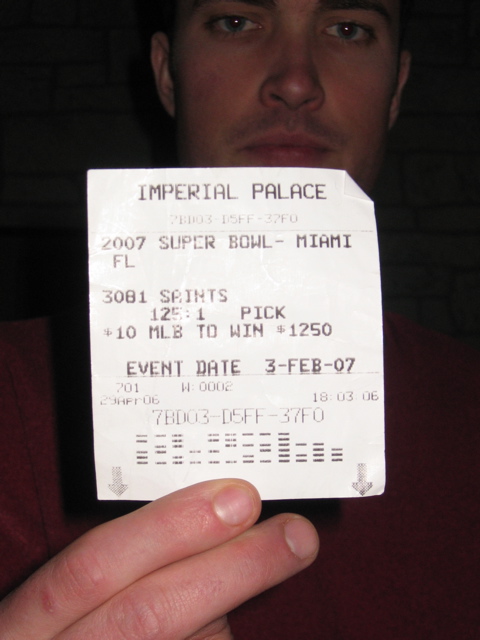 IMPERIAL PALACE
7BD03-D5FF-37F0
2007 SUPER BOWL- MIAMI
FL
3081 SAINTS
125:1 PICK
$10 MLB TO WIN $1250
EVENT DATE 3-FEB-07
701 W:0002
29Apr06 18:03 06
7BD03-D5FF-37F0